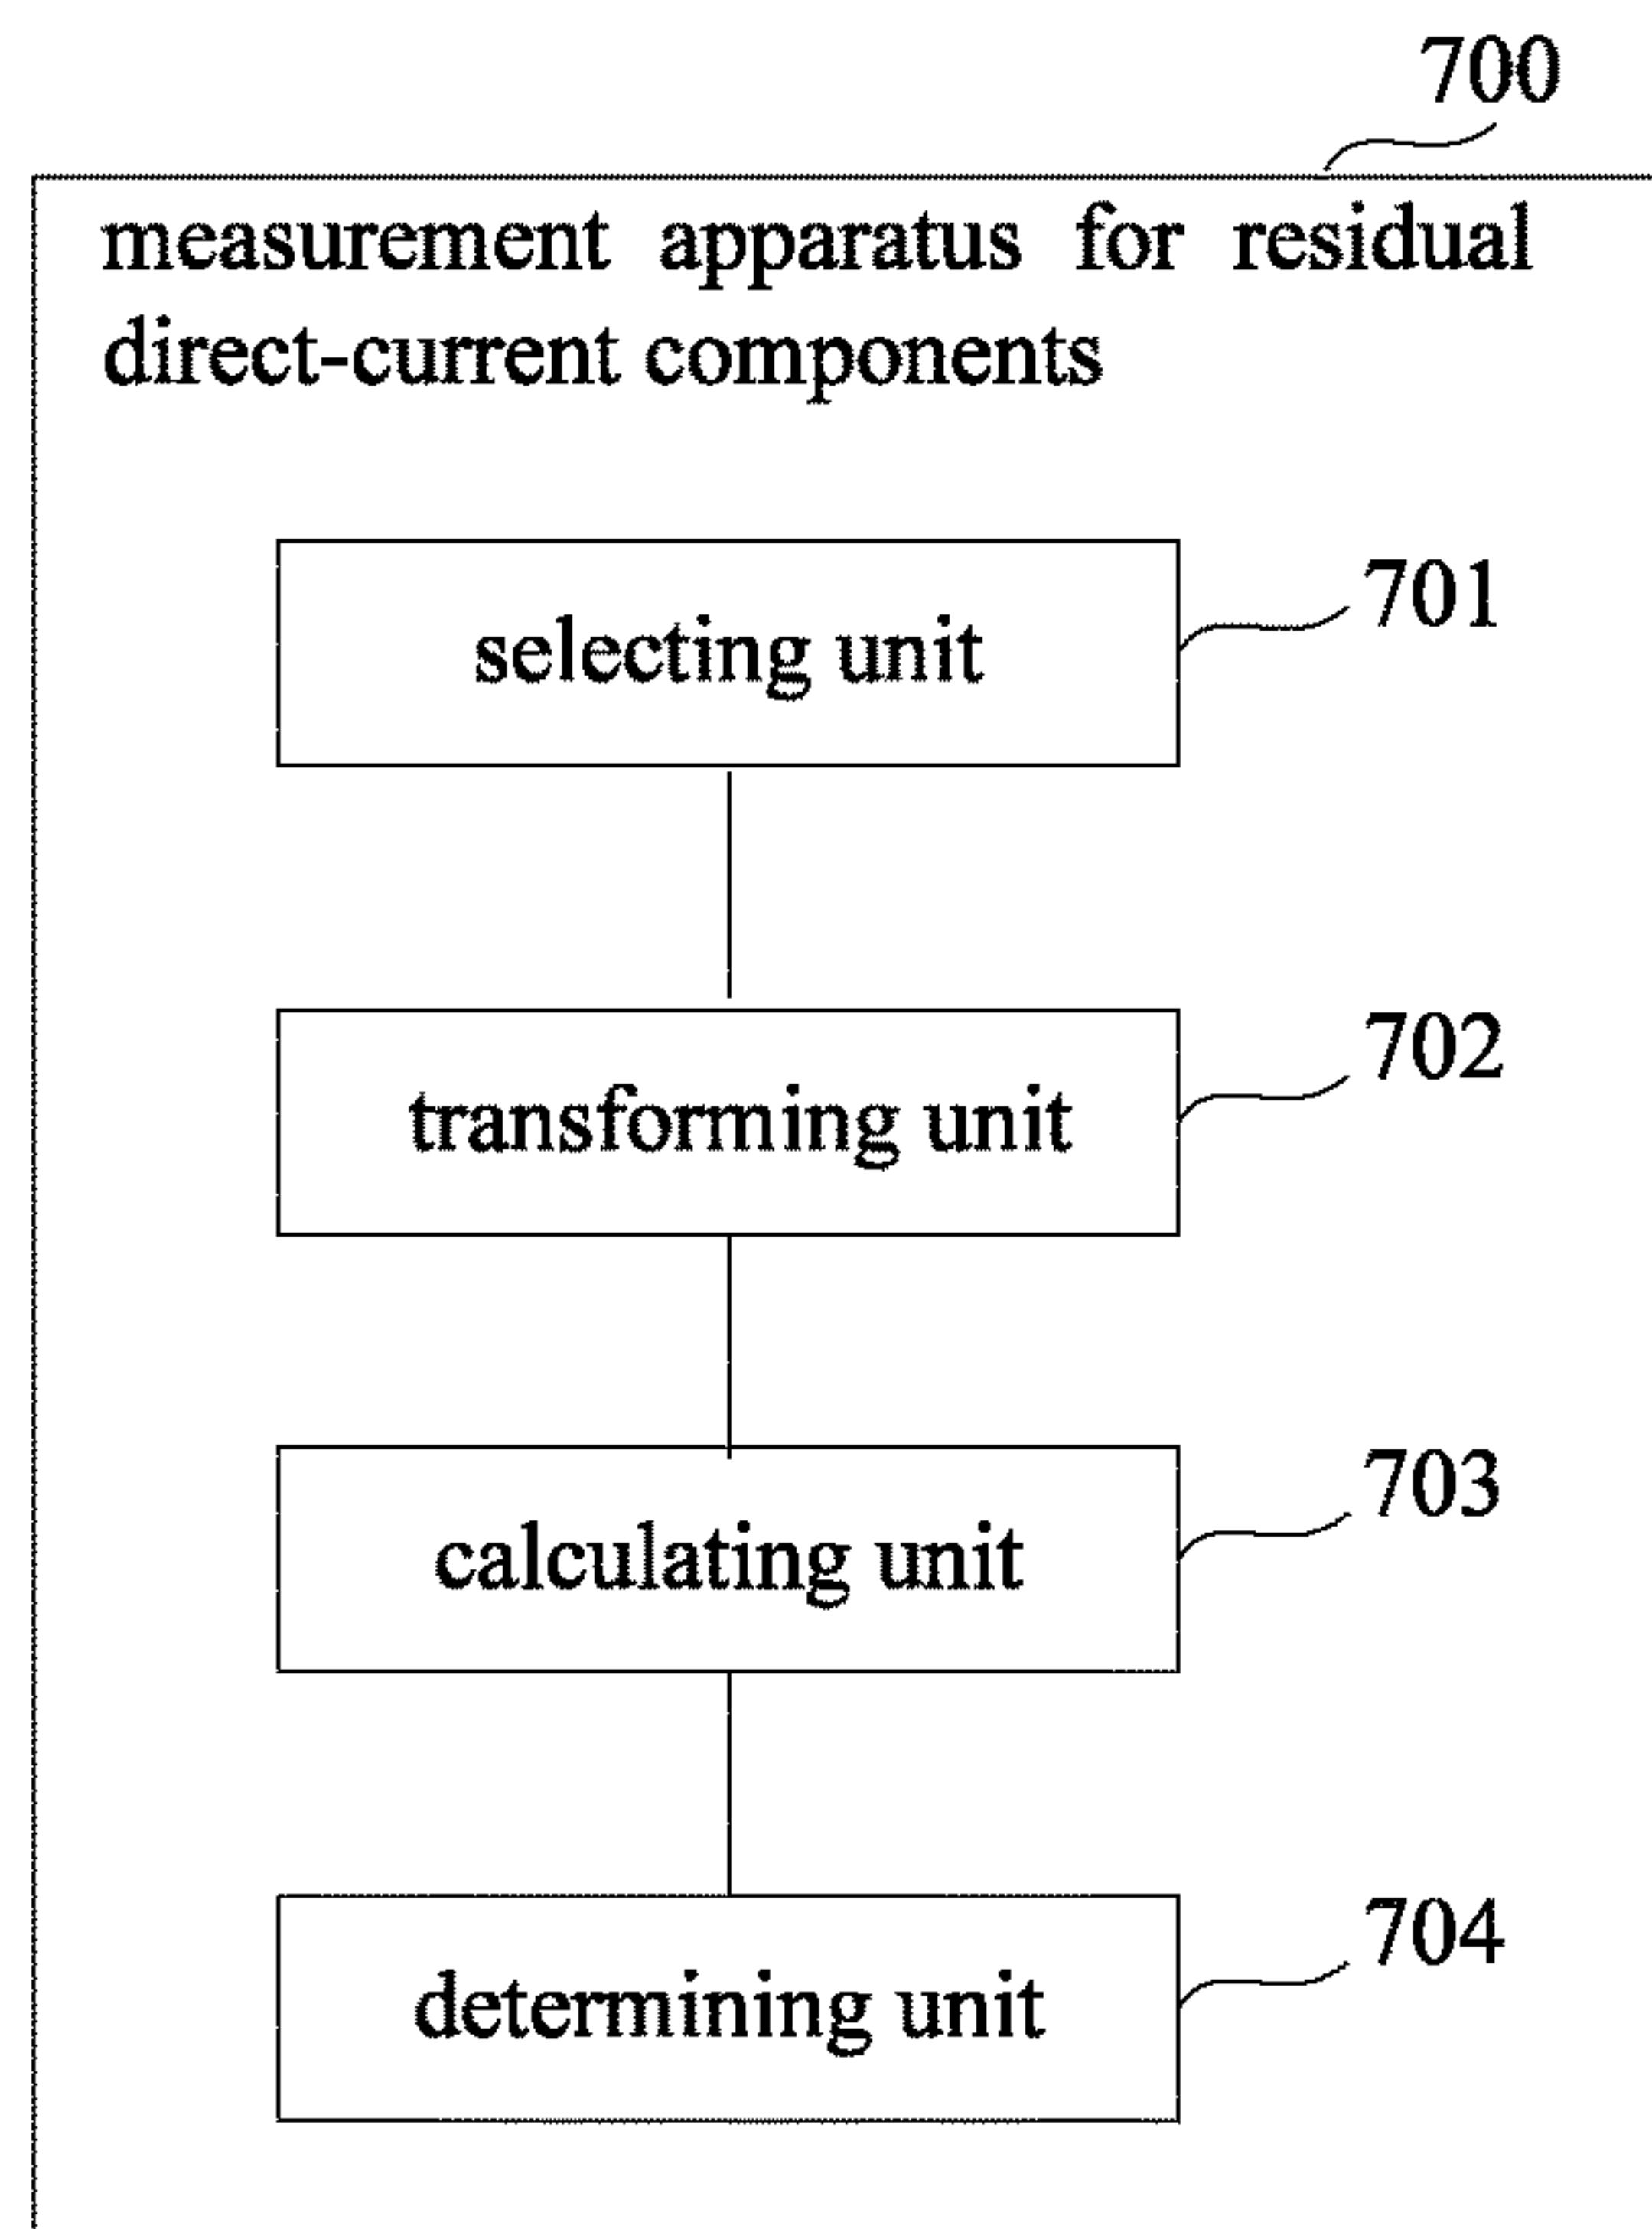 700
measurement apparatus for residual
direct-current components
selecting unit
701
transforming unit
702
calculating unit
703
determining unit
704